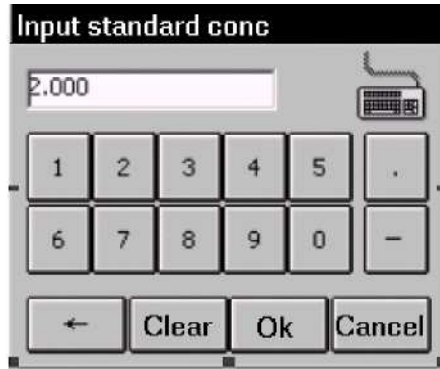 Input standard conc
2.000
1 2 3 4 5 .
6 7 8 9 0 –
← Clear Ok Cancel